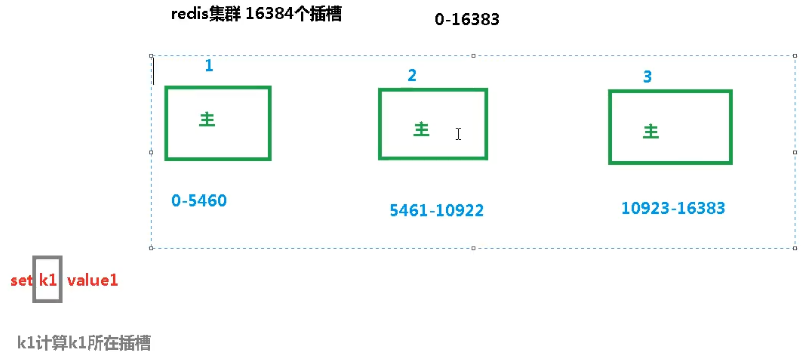 redis集群 16384个插槽
0-16383
1
2
3
主
主
主
0-5460
5461-10922
10923-16383
set k1 value1
k1计算k1所在插槽